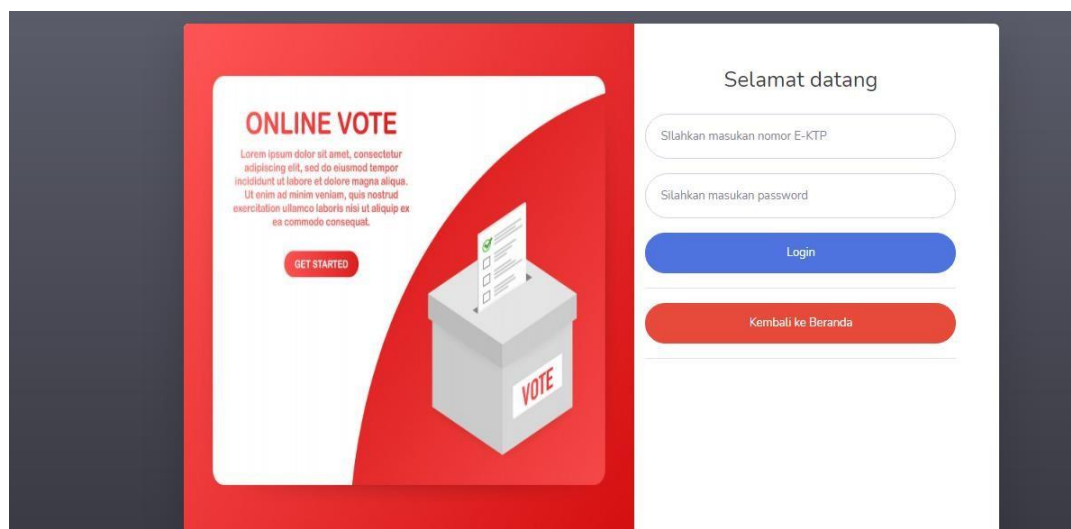 ONLINE VOTE
Lorem ipsum dolor sit amet, consectetur
adipiscing elit, sed do eiusmod tempor
incididunt ut labore et dolore magna aliqua.
Ut enim ad minim veniam, quis nostrud
exercitation ullamco laboris nisi ut aliquip ex
ea commodo consequat.
GET STARTED
VOTE
Selamat datang
SIlahkan masukan nomor E-KTP
Silahkan masukan password
Login
Kembali ke Beranda